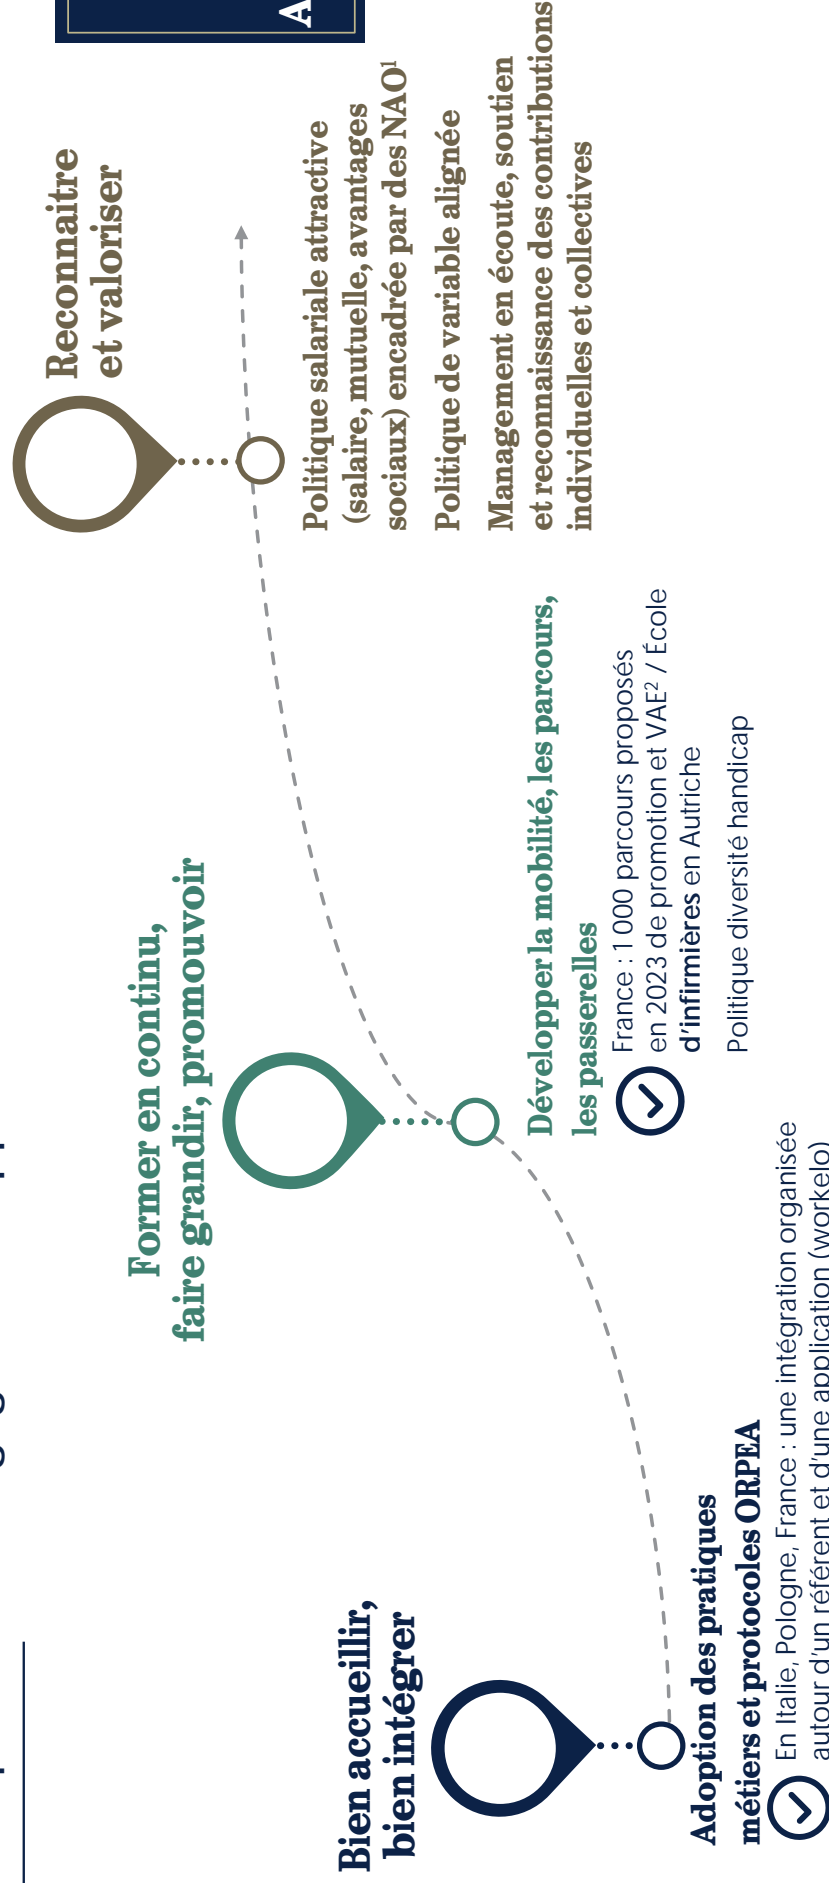 Bien accueillir,
bien intégrer
Adoption des pratiques
métiers et protocoles ORPEA
En Italie, Pologne, France : une intégration organisée
autour d'un référent et d'une application (workelo)
Former en continu,
faire grandir, promouvoir
Développer la mobilité, les parcours,
les passerelles
France : 1 000 parcours proposés
en 2023 de promotion et VAE² / École
d'infirmières en Autriche
Politique diversité handicap
Reconnaitre
et valoriser
Politique salariale attractive
(salaire, mutuelle, avantages
sociaux) encadrée par des NAO¹
Politique de variable alignée
Management en écoute, soutien
et reconnaissance des contributions
individuelles et collectives
A